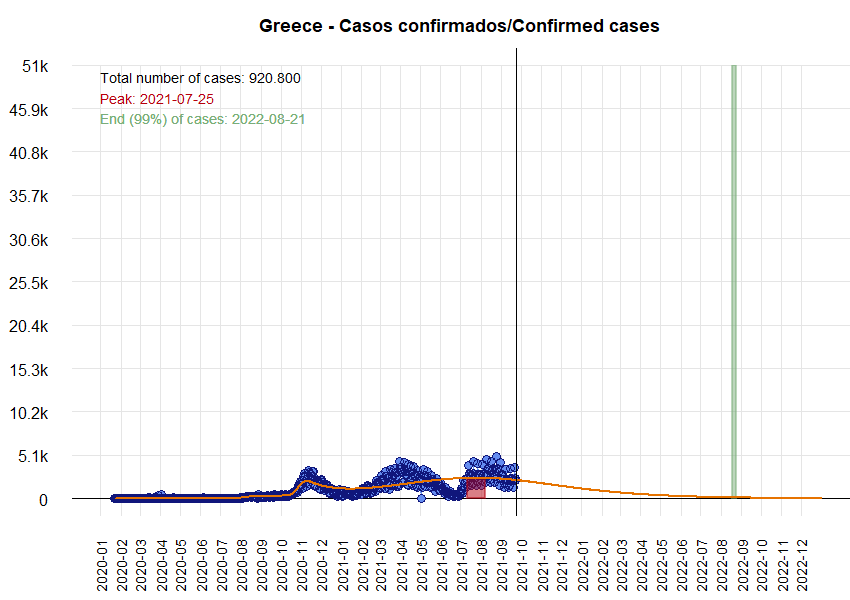 Greece - Casos confirmados/Confirmed cases
51k
Total number of cases: 920.800
Peak: 2021-07-25
End (99%) of cases: 2022-08-21
45.9k
40.8k
35.7k
30.6k
25.5k
20.4k
15.3k
10.2k
5.1k
0
2020-01
2020-02
2020-03
2020-04
2020-05
2020-06
2020-07
2020-08
2020-09
2020-10
2020-11
2020-12
2021-01
2021-02
2021-03
2021-04
2021-05
2021-06
2021-07
2021-08
2021-09
2021-10
2021-11
2021-12
2022-01
2022-02
2022-03
2022-04
2022-05
2022-06
2022-07
2022-08
2022-09
2022-10
2022-11
2022-12